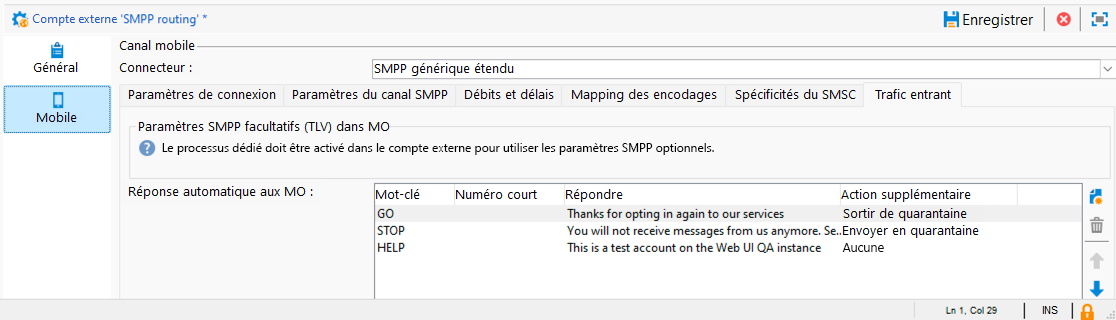 Compte externe 'SMPP routing' *
Enregistrer
Général
Mobile
Canal mobile
Connecteur :
SMPP générique étendu
Paramètres de connexion
Paramètres du canal SMPP
Débits et délais
Mapping des encodages
Spécificités du SMSC
Trafic entrant
Paramètres SMPP facultatifs (TLV) dans MO
Le processus dédié doit être activé dans le compte externe pour utiliser les paramètres SMPP optionnels.
Réponse automatique aux MO :
Mot-clé Numéro court Répondre Action supplémentaire
GO Thanks for opting in again to our services Sortir de quarantaine
STOP You will not receive messages from us anymore. Se... Envoyer en quarantaine
HELP This is a test account on the Web UI QA instance Aucune
Ln 1, Col 29 INS